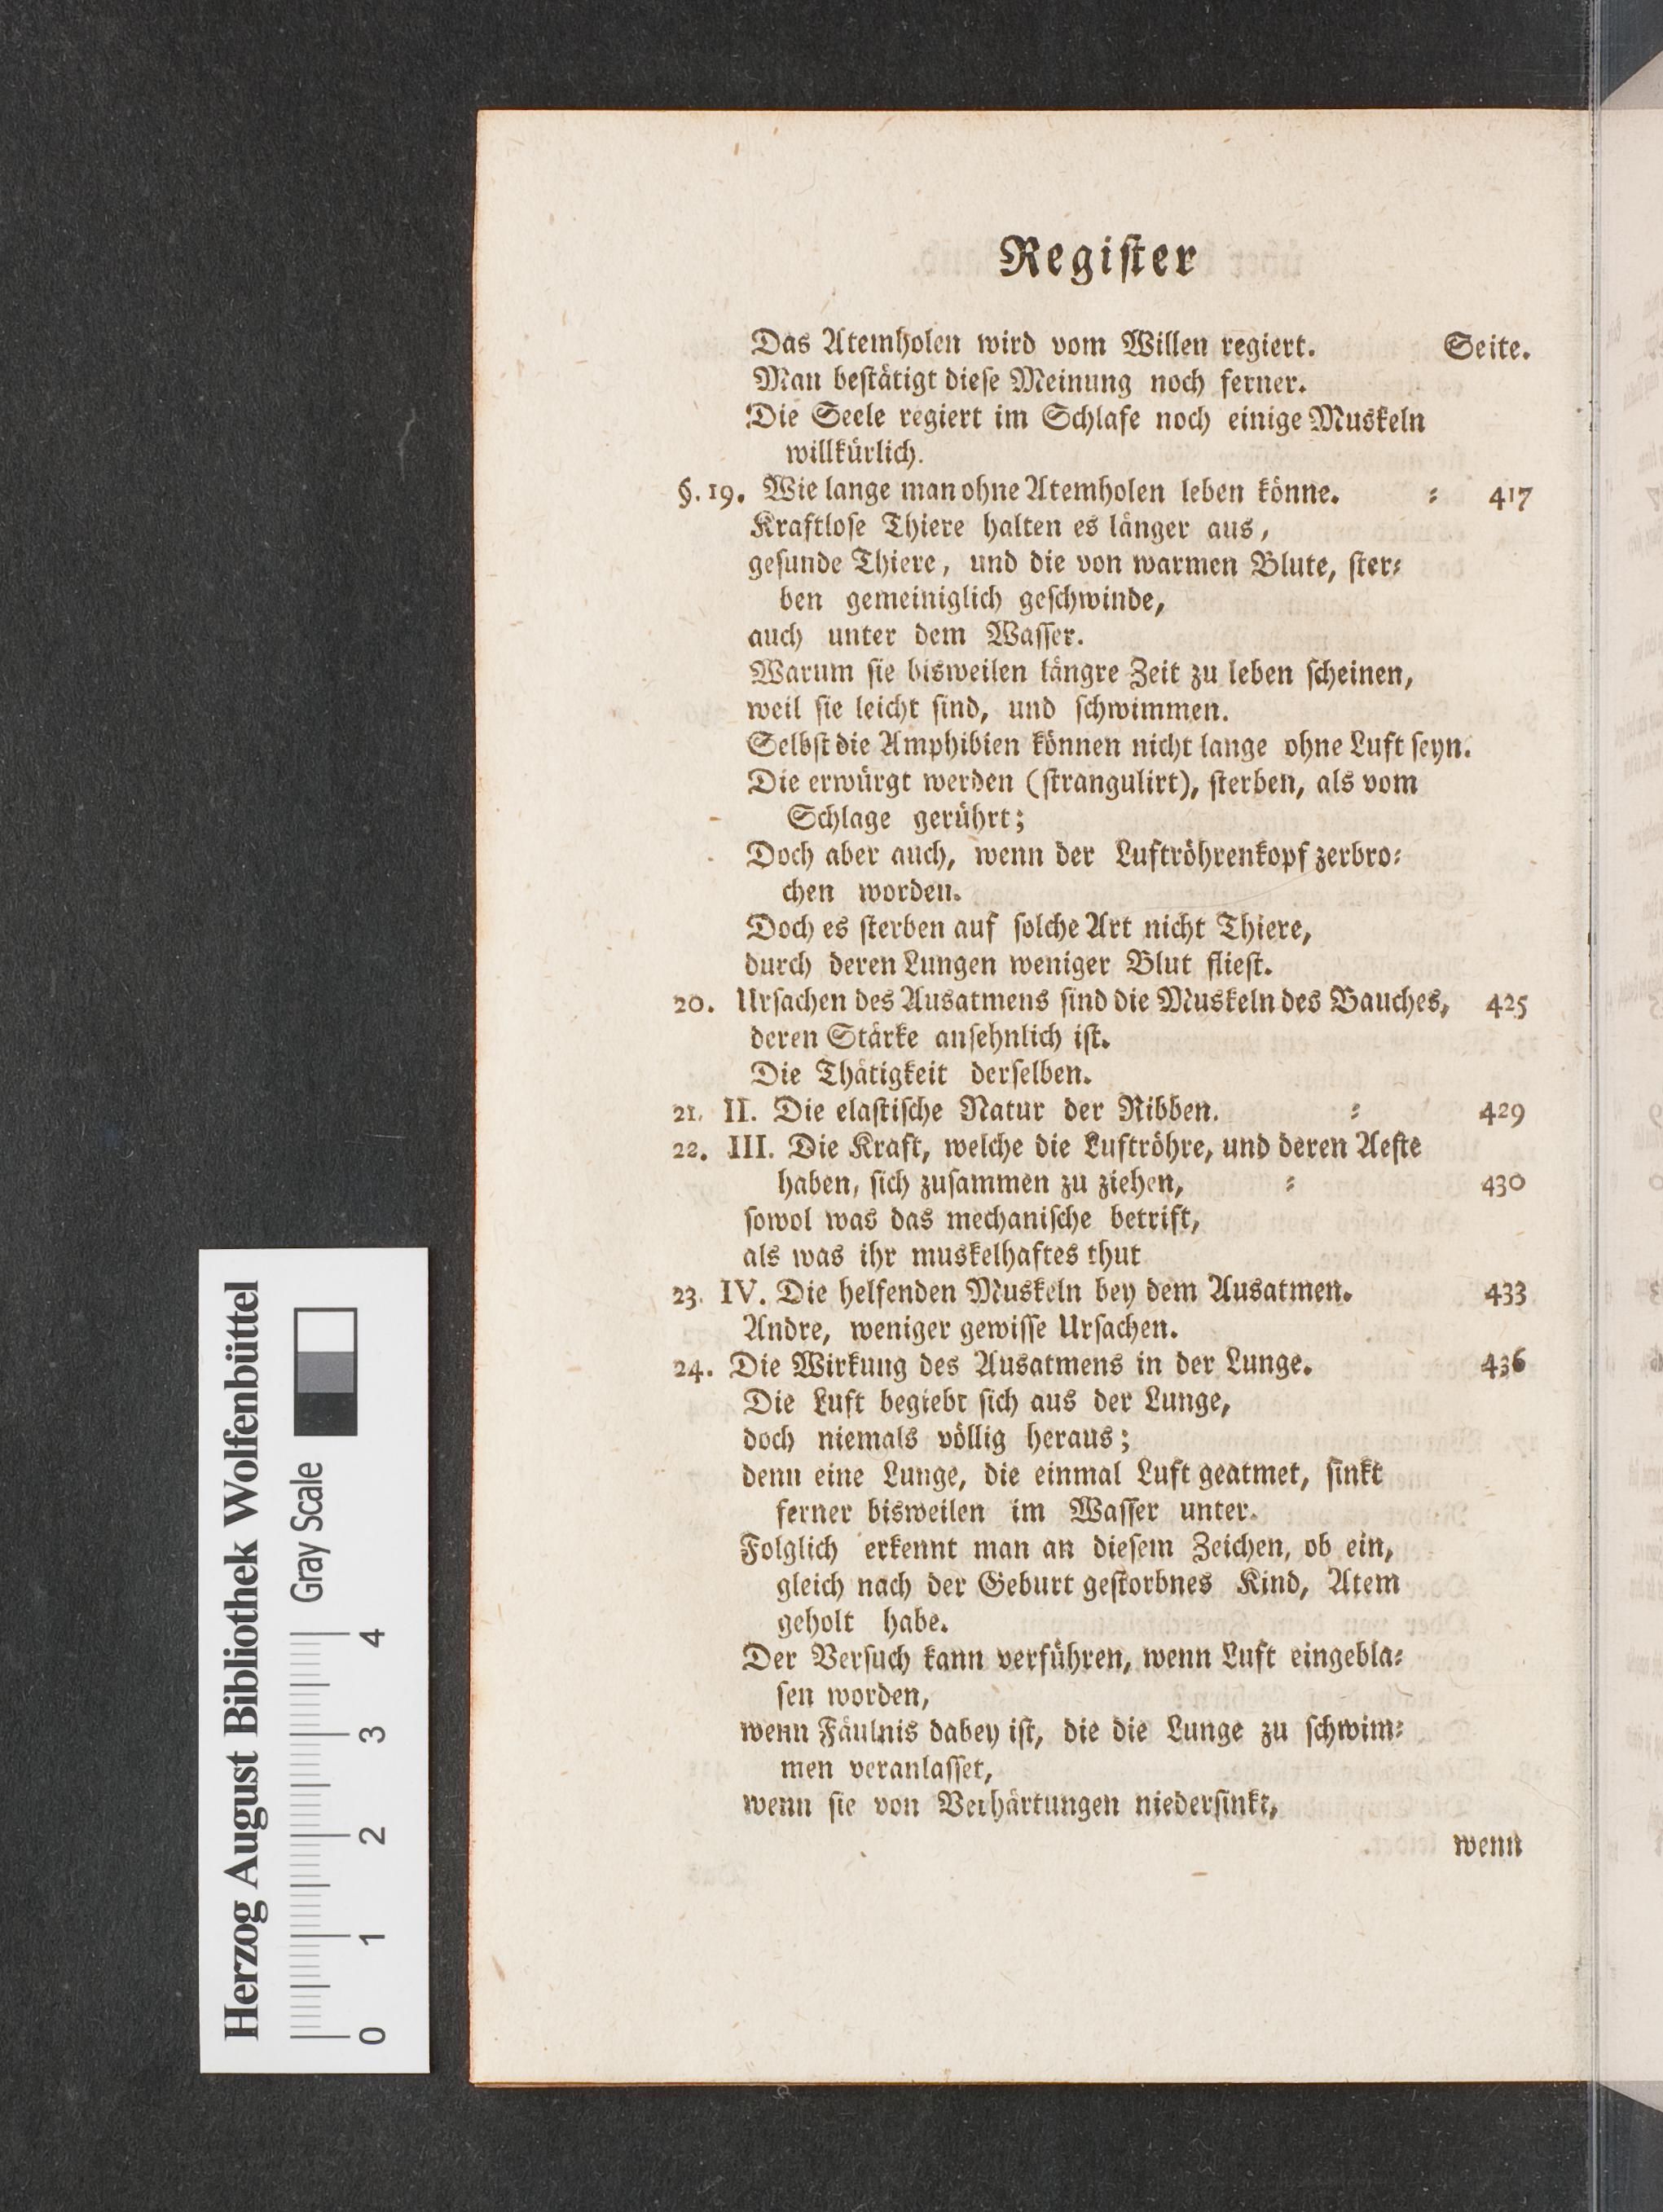 Regiſter
Das Atemholen wird vom Willen regiert. Seite.
Man beſtätigt dieſe Meinung noch ferner.
Die Seele regiert im Schlafe noch einige Muskeln
willkürlich.
§. 19. Wie lange man ohne Atemholen leben könne. ⸗ 417
Kraftloſe Thiere halten es länger aus,
geſunde Thiere, und die von warmen Blute, ſter⸗
ben gemeiniglich geſchwinde,
auch unter dem Waſſer.
Warum ſie bisweilen längre Zeit zu leben ſcheinen,
weil ſie leicht ſind, und ſchwimmen.
Selbſt die Amphibien können nicht lange ohne Luft ſeyn.
Die erwürgt werden (ſtrangulirt), ſterben, als vom
Schlage gerührt;
Doch aber auch, wenn der Luftröhrenkopf zerbro⸗
chen worden.
Doch es ſterben auf ſolche Art nicht Thiere,
durch deren Lungen weniger Blut flieſt.
20. Urſachen des Ausatmens ſind die Muskeln des Bauches, 425
deren Stärke anſehnlich iſt.
Die Thätigkeit derſelben.
21. II. Die elaſtiſche Natur der Ribben. ⸗ 429
22. III. Die Kraft, welche die Luftröhre, und deren Aeſte
haben, ſich zuſammen zu ziehen, ⸗ 430
ſowol was das mechaniſche betrift,
als was ihr muskelhaftes thut
23. IV. Die helfenden Muskeln bey dem Ausatmen. 433
Andre, weniger gewiſſe Urſachen.
24. Die Wirkung des Ausatmens in der Lunge. 436
Die Luft begiebt ſich aus der Lunge,
doch niemals völlig heraus;
denn eine Lunge, die einmal Luft geatmet, ſinkt
ferner bisweilen im Waſſer unter.
Folglich erkennt man an dieſem Zeichen, ob ein,
gleich nach der Geburt geſtorbnes Kind, Atem
geholt habe.
Der Verſuch kann verführen, wenn Luft eingebla⸗
ſen worden,
wenn Fäulnis dabey iſt, die die Lunge zu ſchwim⸗
men veranlaſſet,
wenn ſie von Verhärtungen niederſinkt,
wenn
Herzog August Bibliothek Wolfenbüttel
Gray Scale
0 1 2 3 4